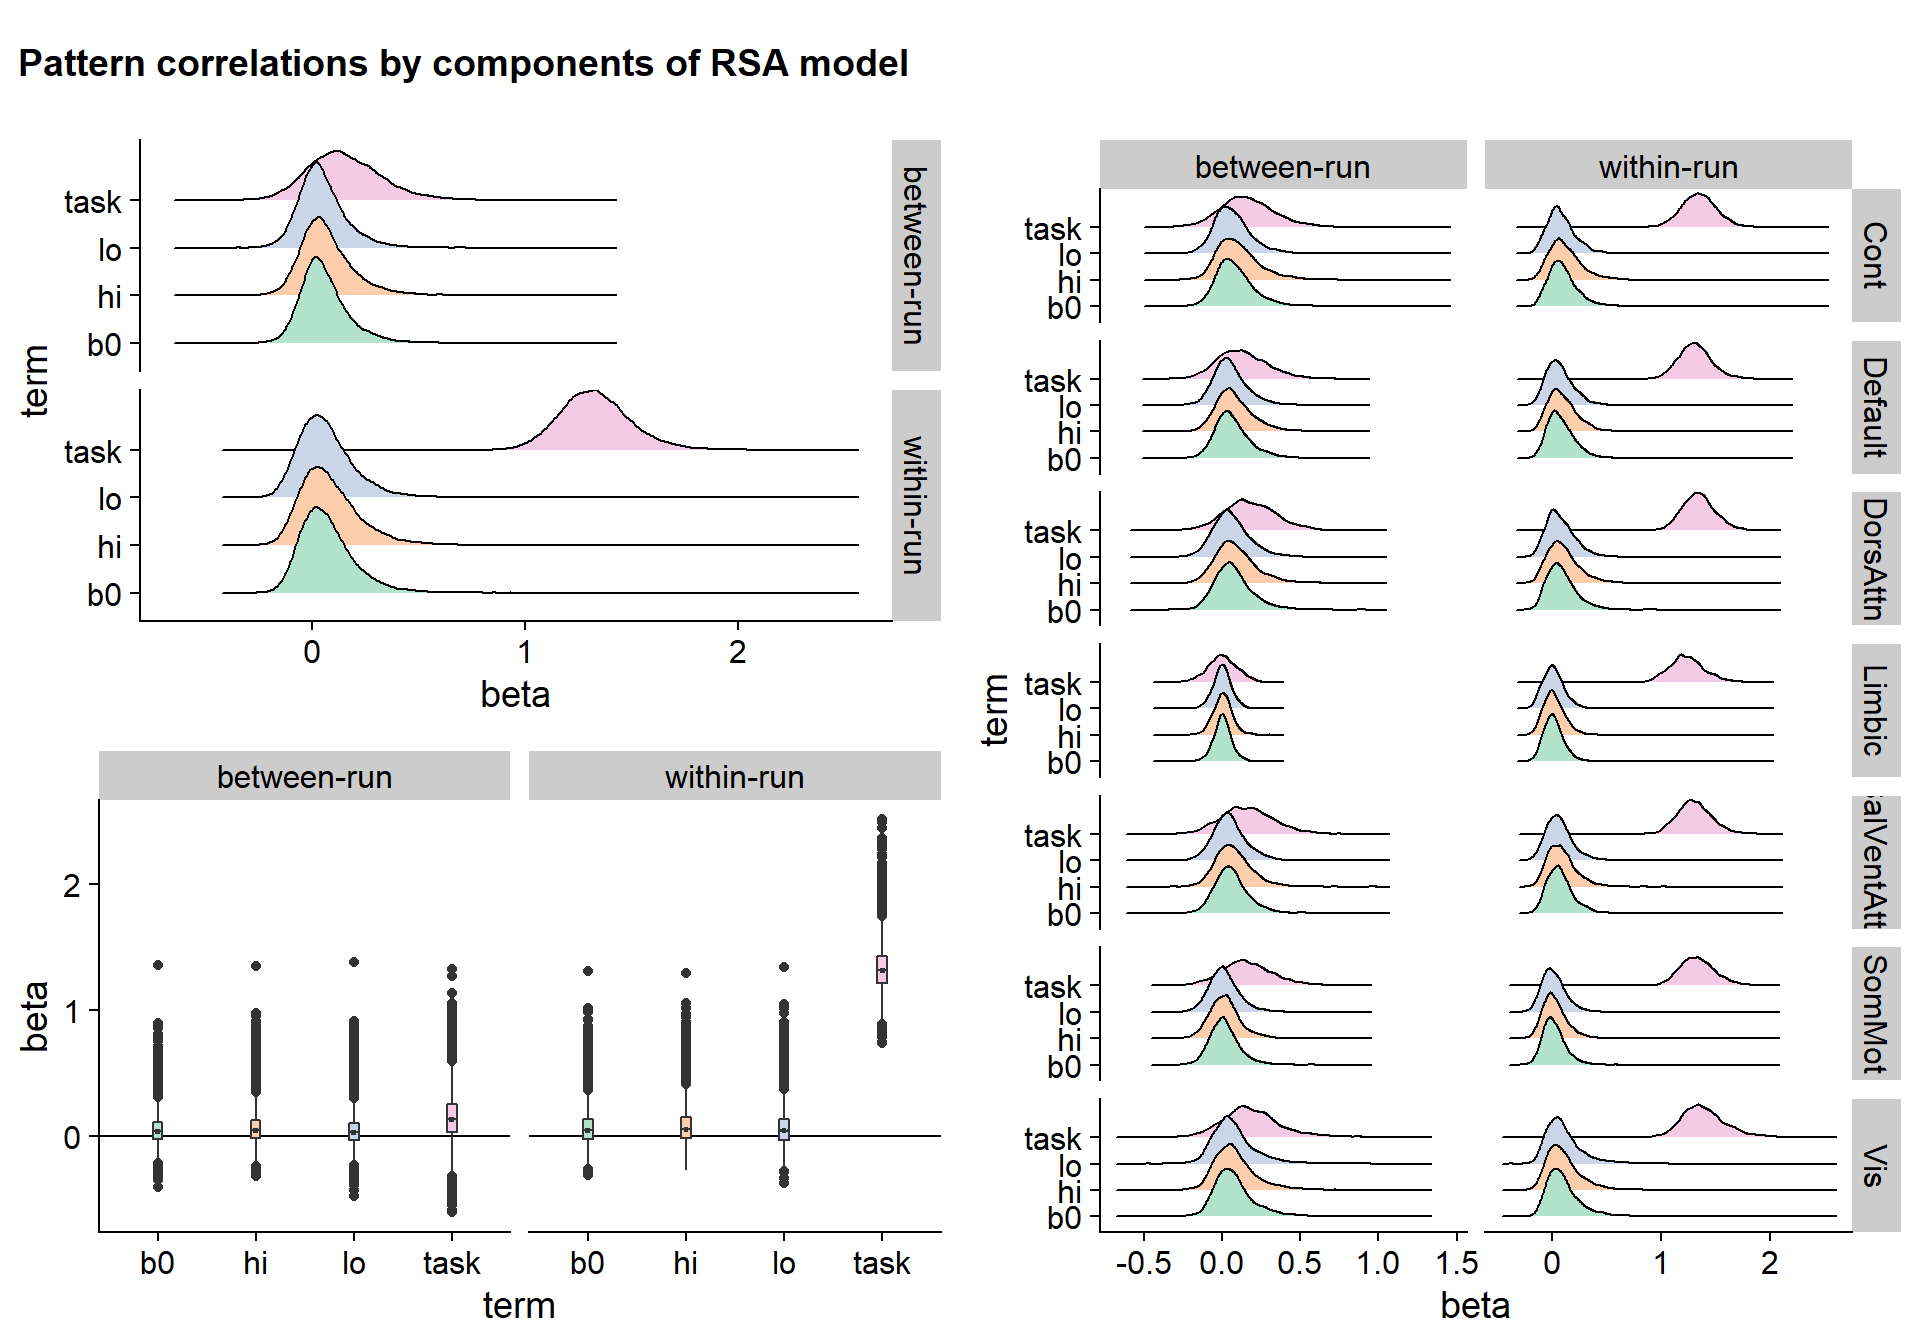 Pattern correlations by components of RSA model
term
task
lo
hi
b0
between-run
task
lo
hi
b0
within-run
0 1 2
beta
between-run within-run
beta
2
1
0
b0 hi lo task b0 hi lo task
term
between-run within-run
term
task
lo
hi
b0
Cont
task
lo
hi
b0
Default
task
lo
hi
b0
DorsAttn
task
lo
hi
b0
Limbic
task
lo
hi
b0
alVentAtt
task
lo
hi
b0
SomMot
task
lo
hi
b0
Vis
-0.5 0.0 0.5 1.0 1.5 0 1 2
beta